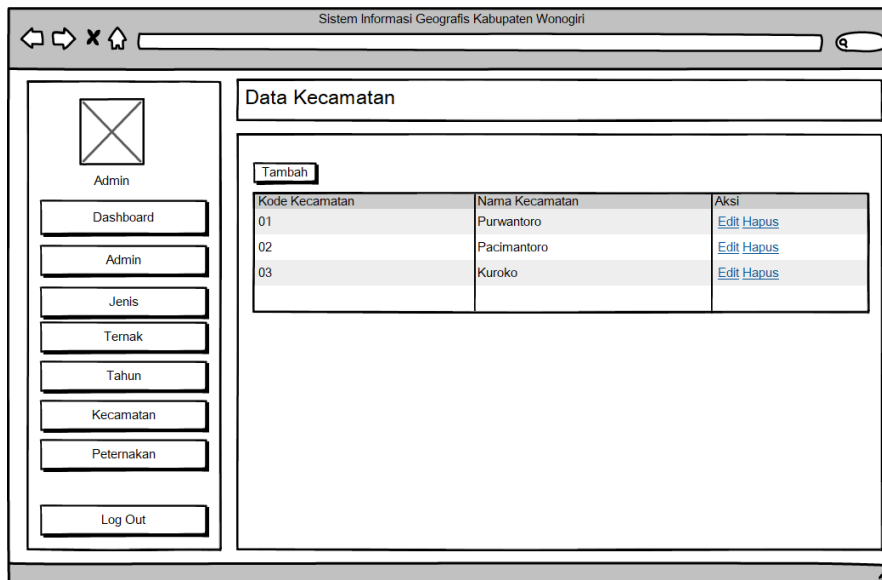 Sistem Informasi Geografis Kabupaten Wonogiri
Data Kecamatan
Admin
Dashboard
Admin
Jenis
Ternak
Tahun
Kecamatan
Peternakan
Log Out
Tambah
Kode Kecamatan Nama Kecamatan Aksi
01 Purwantoro Edit Hapus
02 Pacimantoro Edit Hapus
03 Kuroko Edit Hapus